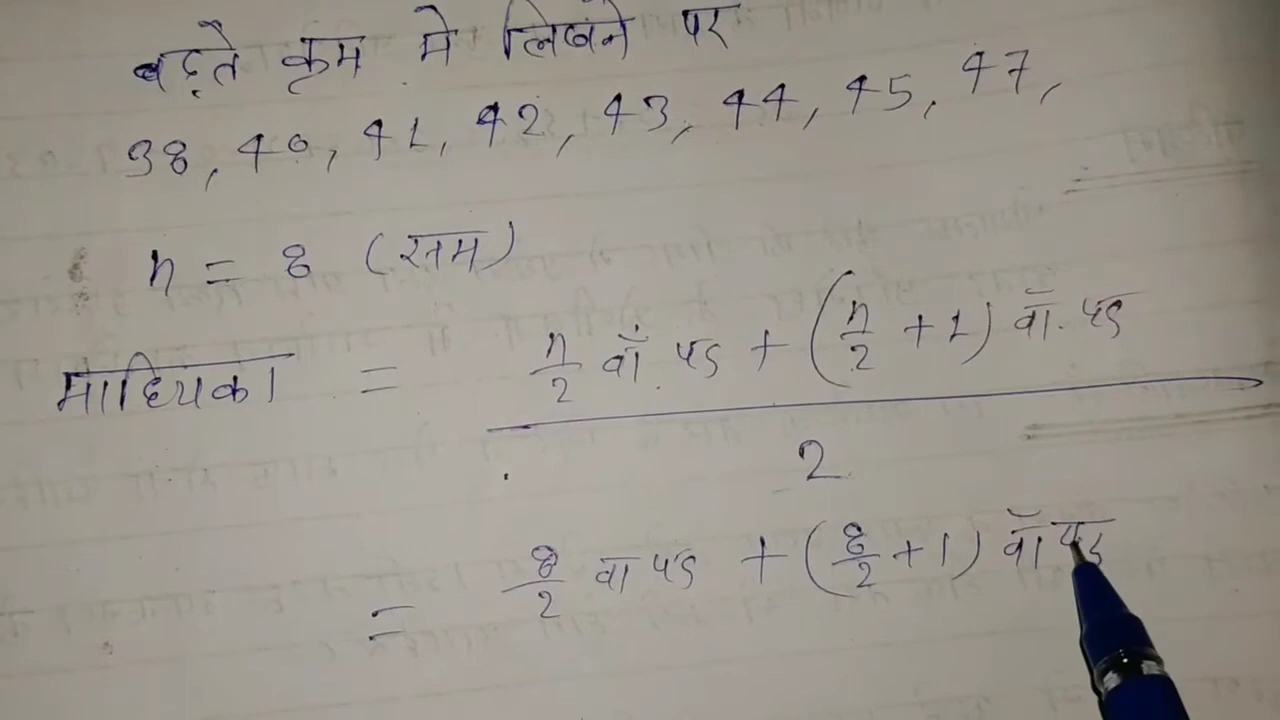 बढ़ते क्रम मे लिखने पर
38, 40, 41, 42, 43, 44, 45, 47,
n = 8 (सम)
माध्यिका = n/2 वाँ. पद + (n/2 + 1) वाँ. पद
2
= 8/2 वा पद + (8/2 + 1) वाँ पद